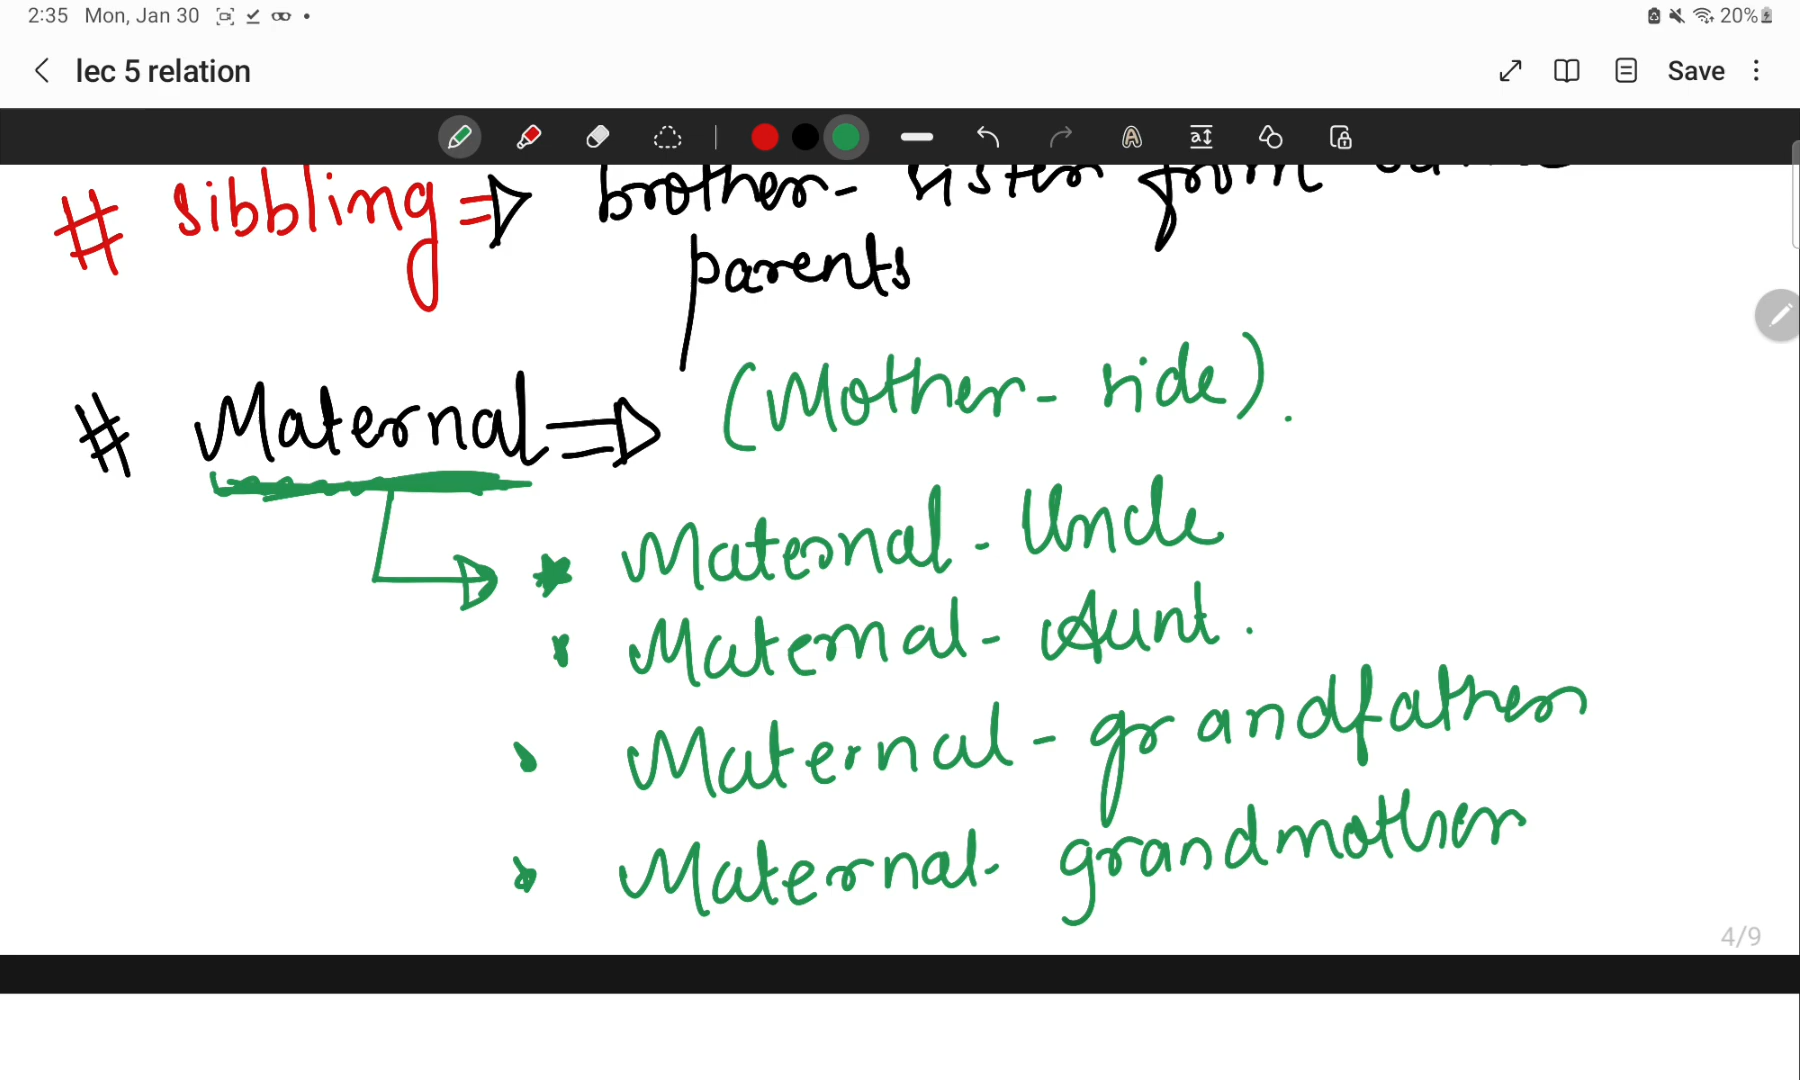 2:35 Mon, Jan 30
20%
lec 5 relation
Save
# sibbling ⇒ brother - sister from
parents
# Maternal ⇒ (Mother - side).
Maternal - Uncle
Maternal - Aunt.
Maternal - grandfather
Maternal - grandmother
4/9